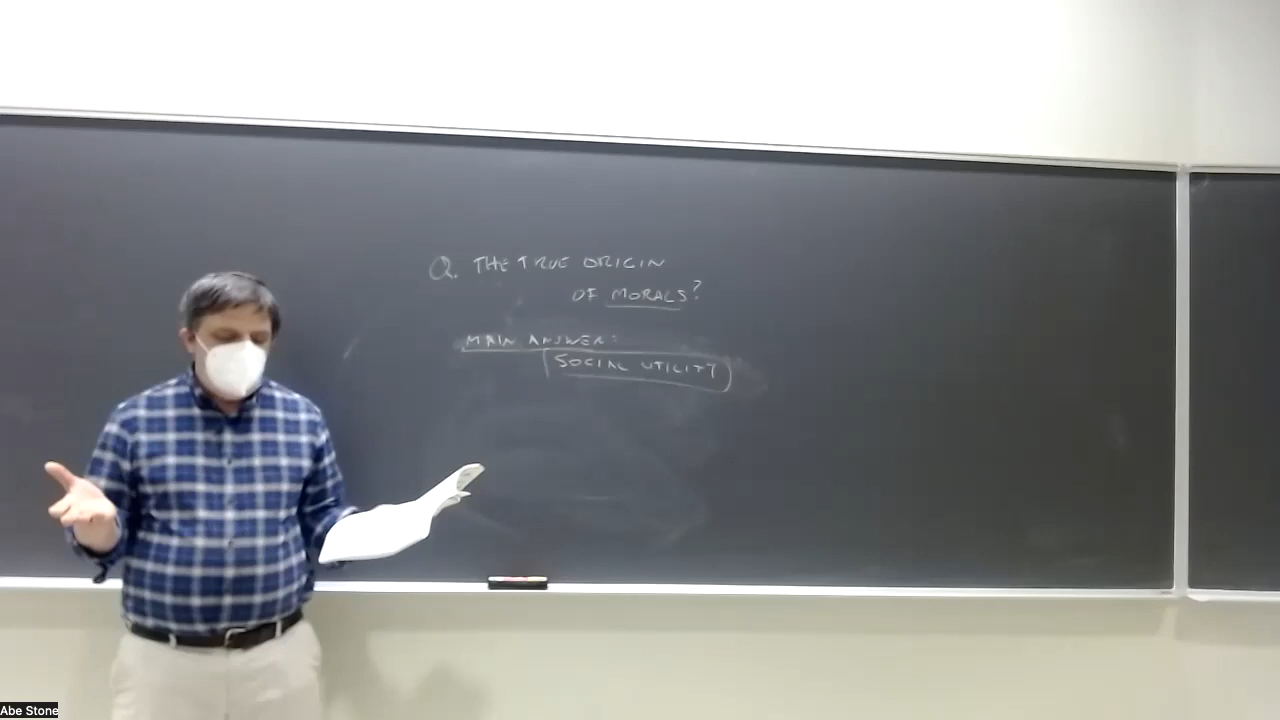 Q. THE TRUE ORIGIN
OF MORALS?
MAIN ANSWER:
SOCIAL UTILITY
Abe Stone